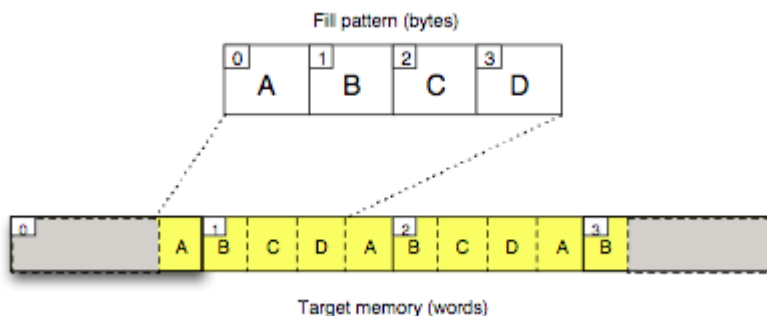 Fill pattern (bytes)
0 1 2 3
A B C D
0 1 2 3
A B C D A B C D A B
Target memory (words)